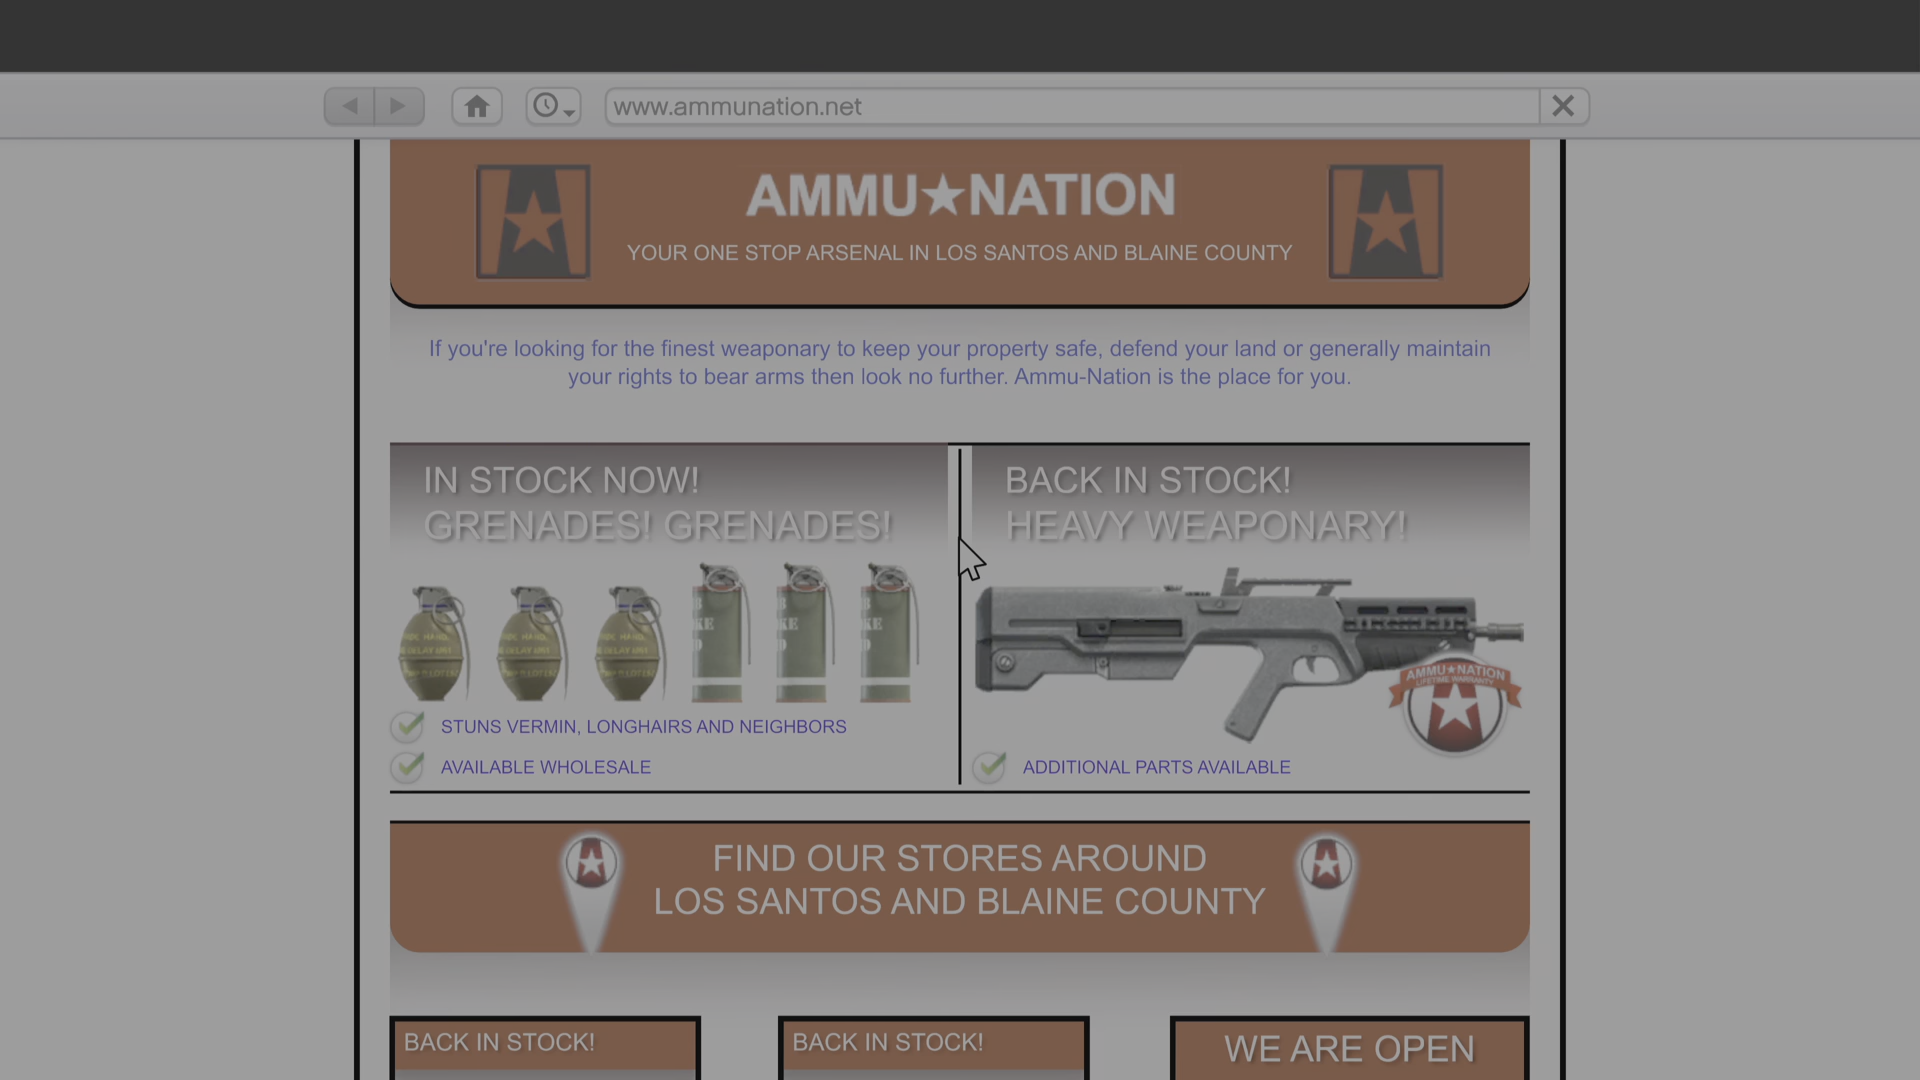 www.ammunation.net
AMMU★NATION
YOUR ONE STOP ARSENAL IN LOS SANTOS AND BLAINE COUNTY
If you're looking for the finest weaponary to keep your property safe, defend your land or generally maintain
your rights to bear arms then look no further. Ammu-Nation is the place for you.
IN STOCK NOW!
GRENADES! GRENADES!
STUNS VERMIN, LONGHAIRS AND NEIGHBORS
AVAILABLE WHOLESALE
BACK IN STOCK!
HEAVY WEAPONARY!
AMMU★NATION
LIFETIME WARRANTY
ADDITIONAL PARTS AVAILABLE
FIND OUR STORES AROUND
LOS SANTOS AND BLAINE COUNTY
BACK IN STOCK!
BACK IN STOCK!
WE ARE OPEN